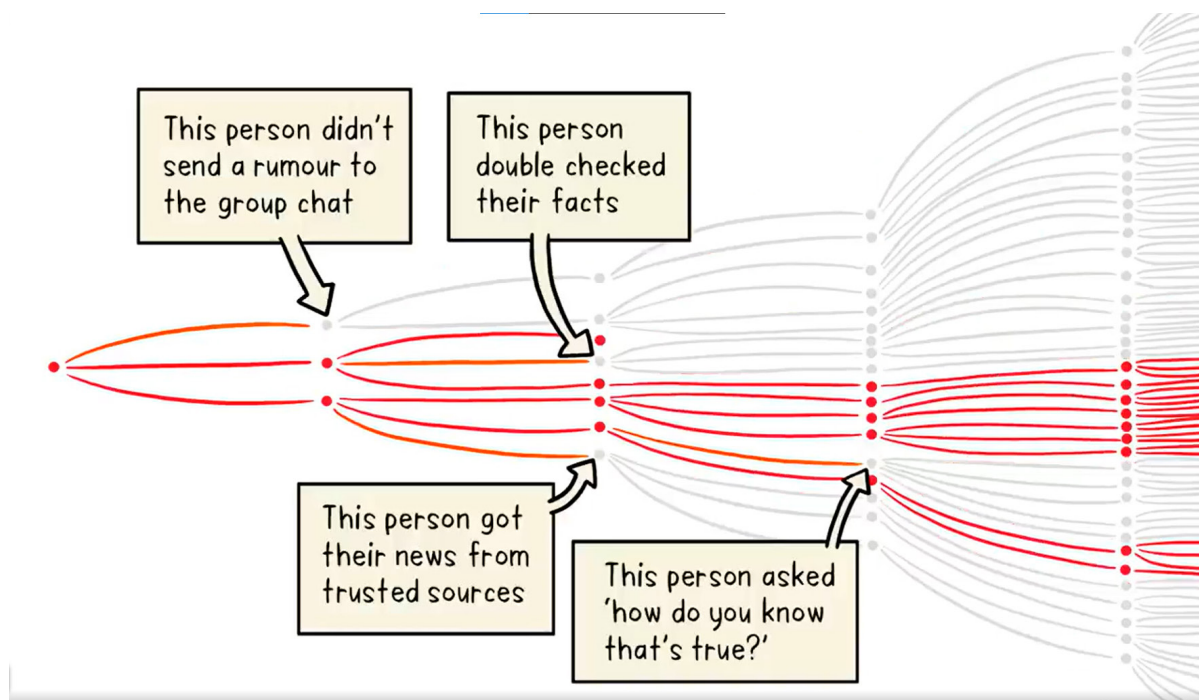 This person didn't
send a rumour to
the group chat
This person
double checked
their facts
This person got
their news from
trusted sources
This person asked
'how do you know
that's true?'